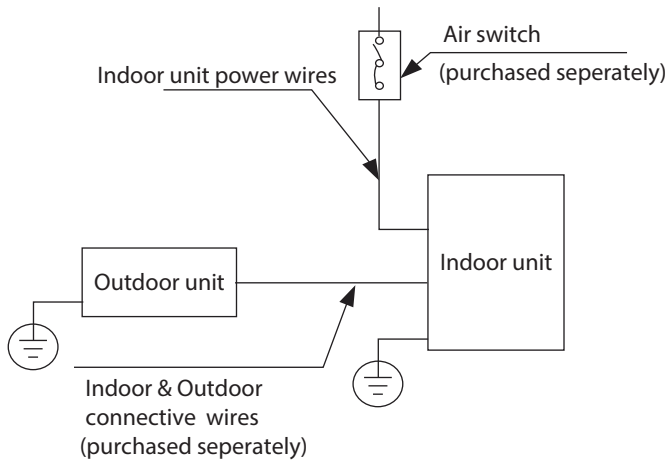 Air switch
(purchased seperately)
Indoor unit power wires
Indoor unit
Outdoor unit
Indoor & Outdoor
connective wires
(purchased seperately)